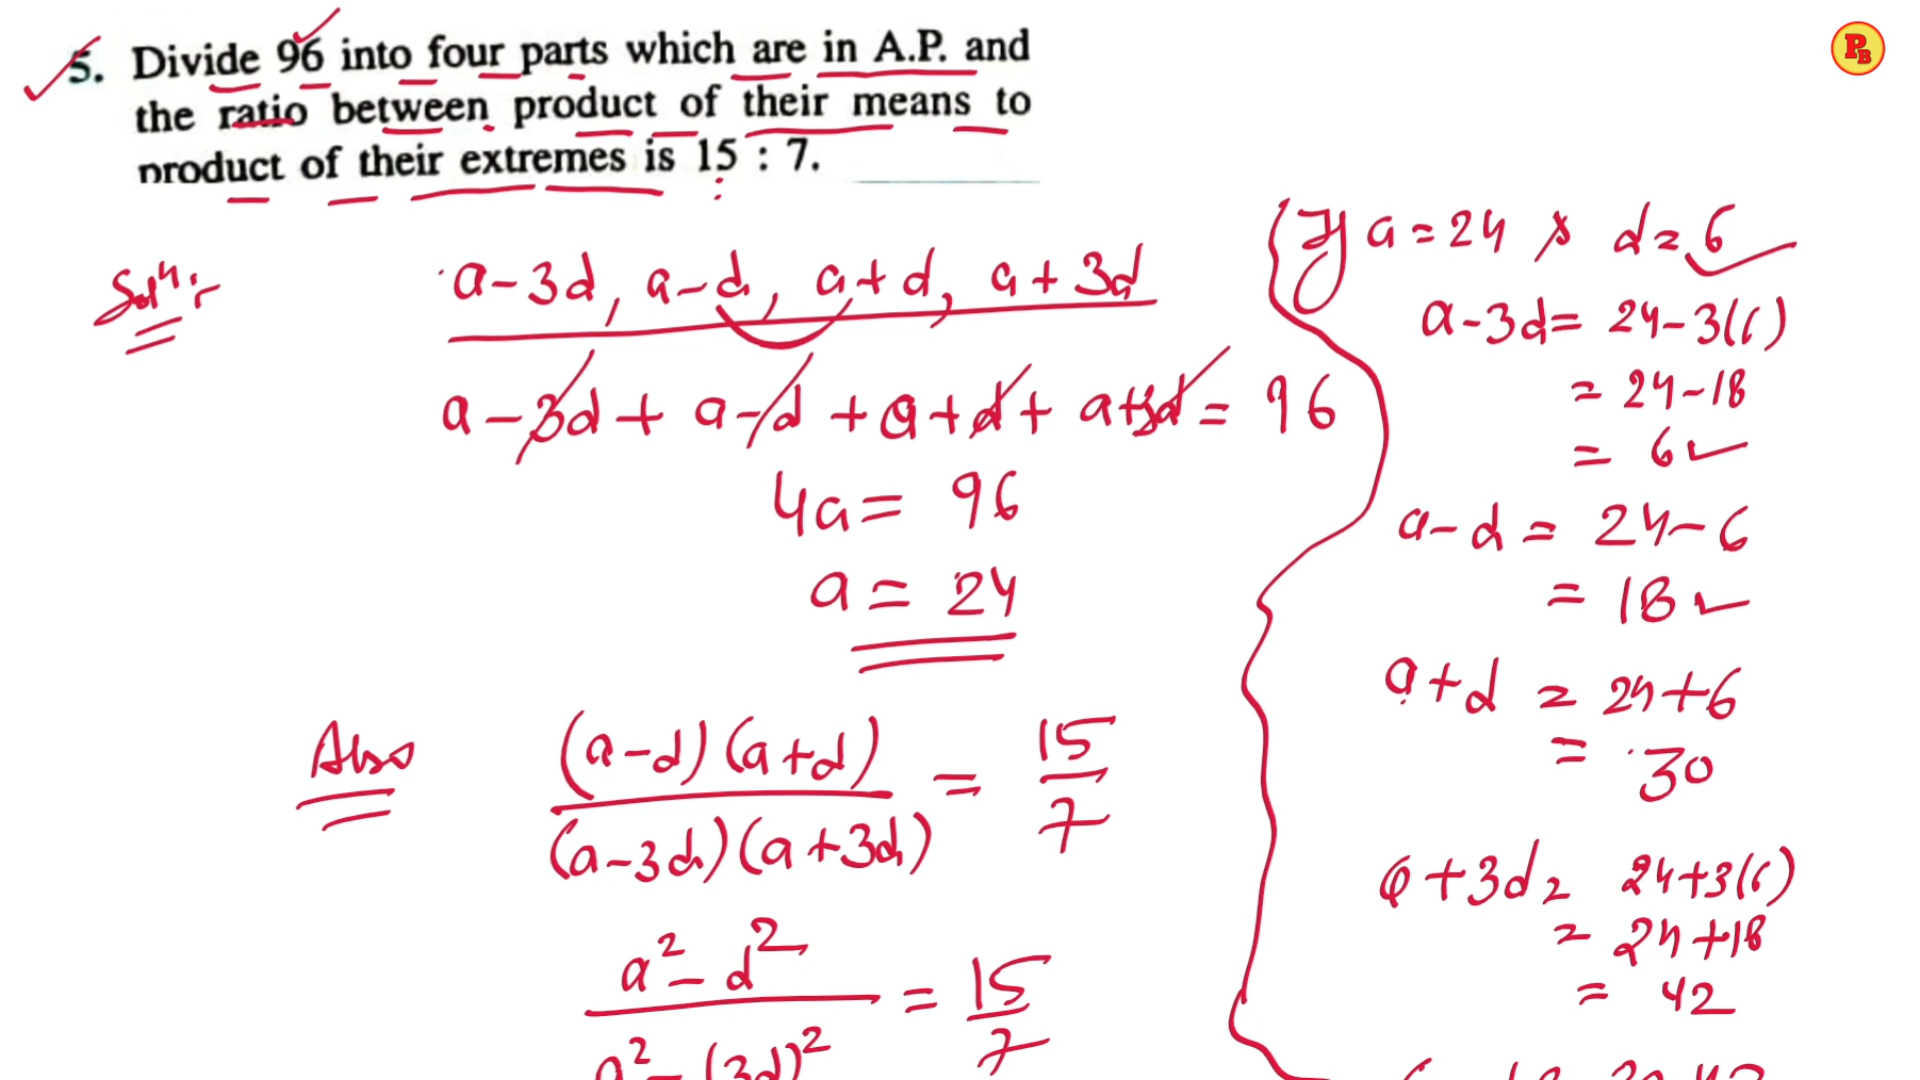 5. Divide 96 into four parts which are in A.P. and
the ratio between product of their means to
product of their extremes is 15 : 7.
Solⁿ:-
a-3d, a-d, a+d, a+3d
a-3d + a-d + a+d + a+3d = 96
4a = 96
a = 24
Also (a-d)(a+d) / (a-3d)(a+3d) = 15/7
a²-d² / a²-(3d)² = 15/7
If a = 24 & d = 6
a-3d = 24-3(6)
= 24-18
= 6
a-d = 24-6
= 18
a+d = 24+6
= 30
a+3d = 24+3(6)
= 24+18
= 42
PB